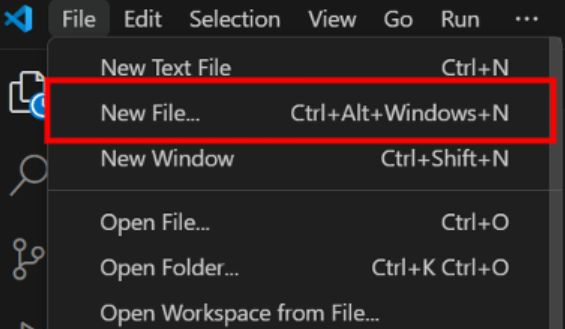 File Edit Selection View Go Run ...
New Text File Ctrl+N
New File... Ctrl+Alt+Windows+N
New Window Ctrl+Shift+N
Open File... Ctrl+O
Open Folder... Ctrl+K Ctrl+O
Open Workspace from File...